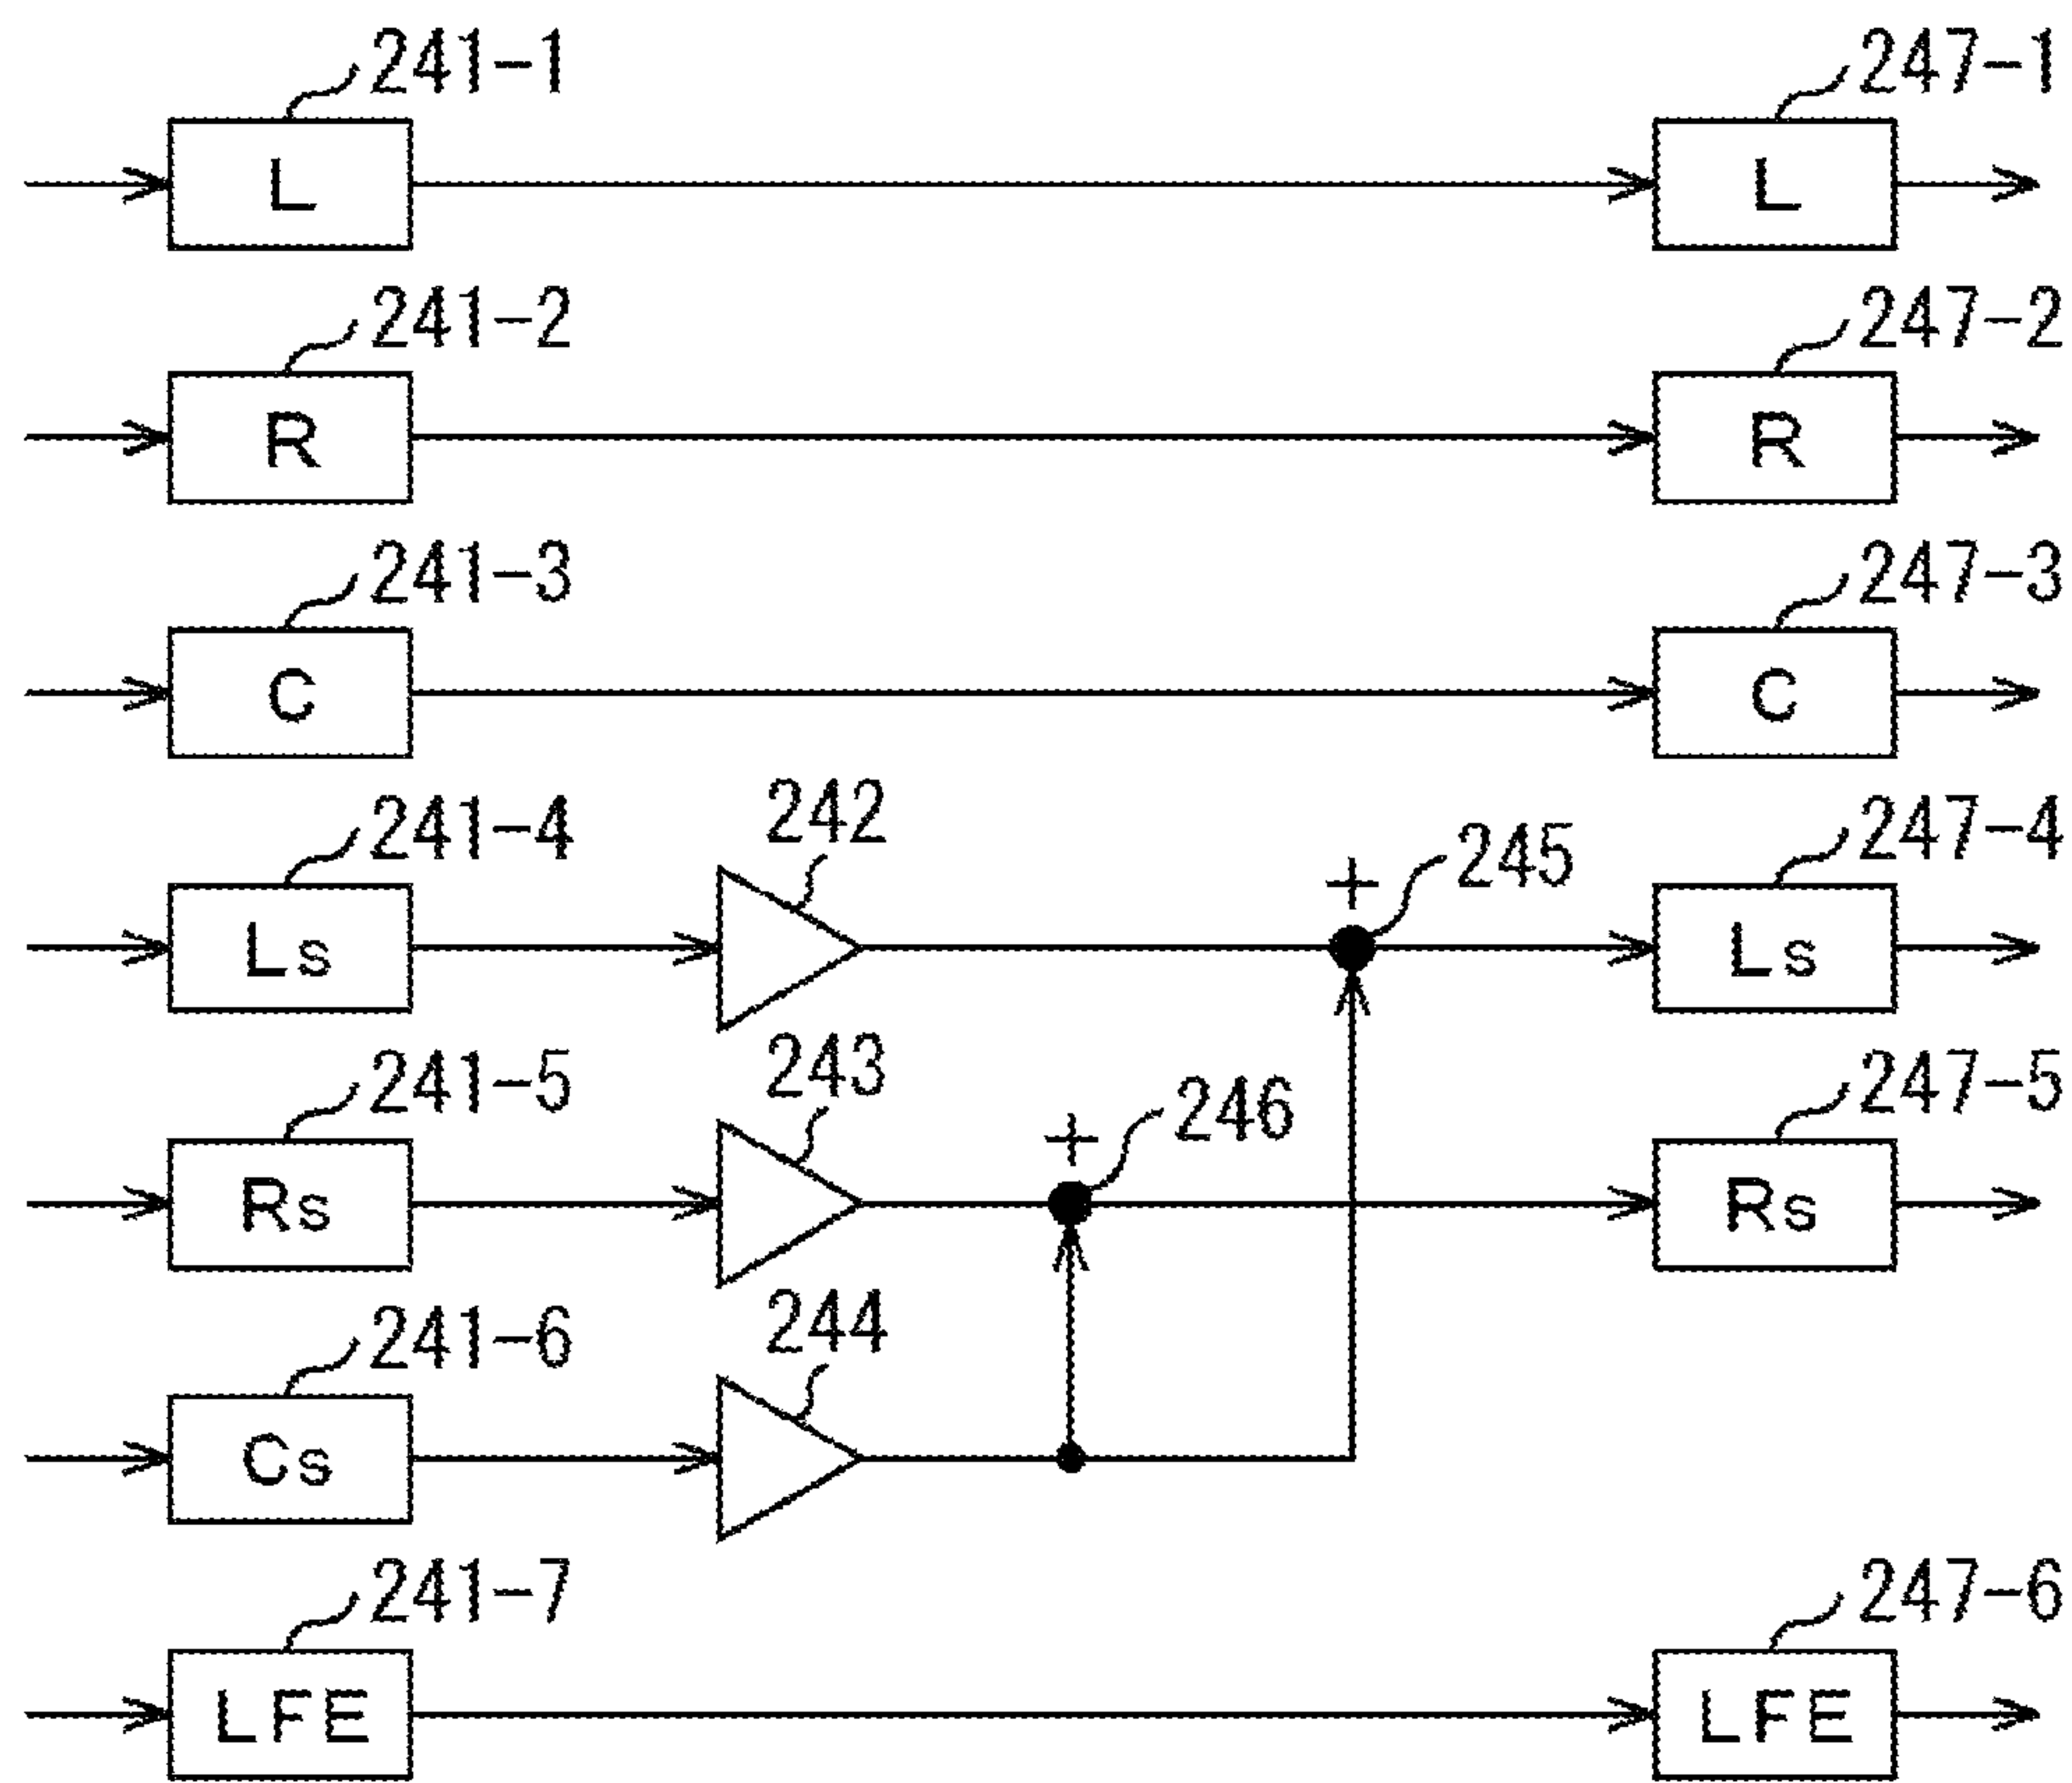 241-1 247-1
L L
241-2 247-2
R R
241-3 247-3
C C
241-4 242 245 247-4
+
Ls Ls
241-5 243 246 247-5
+
Rs Rs
241-6 244
Cs
241-7 247-6
LFE LFE